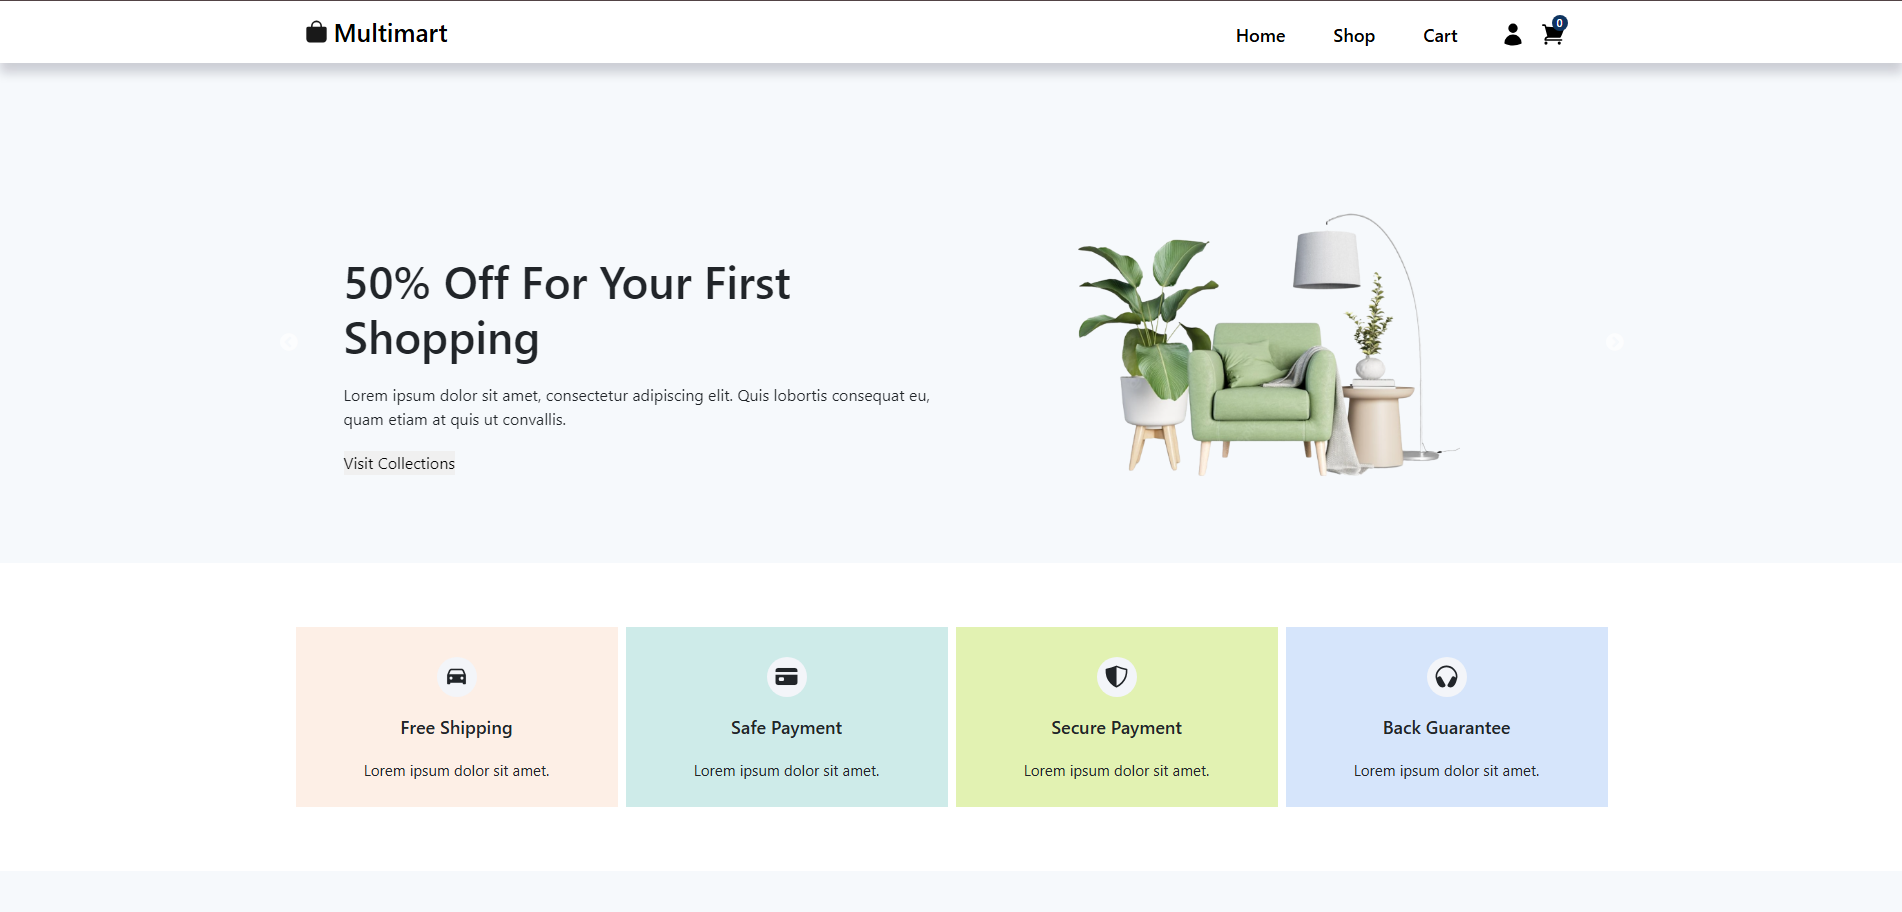 Multimart
Home
Shop
Cart
0
50% Off For Your First
Shopping
Lorem ipsum dolor sit amet, consectetur adipiscing elit. Quis lobortis consequat eu,
quam etiam at quis ut convallis.
Visit Collections
Free Shipping
Lorem ipsum dolor sit amet.
Safe Payment
Lorem ipsum dolor sit amet.
Secure Payment
Lorem ipsum dolor sit amet.
Back Guarantee
Lorem ipsum dolor sit amet.